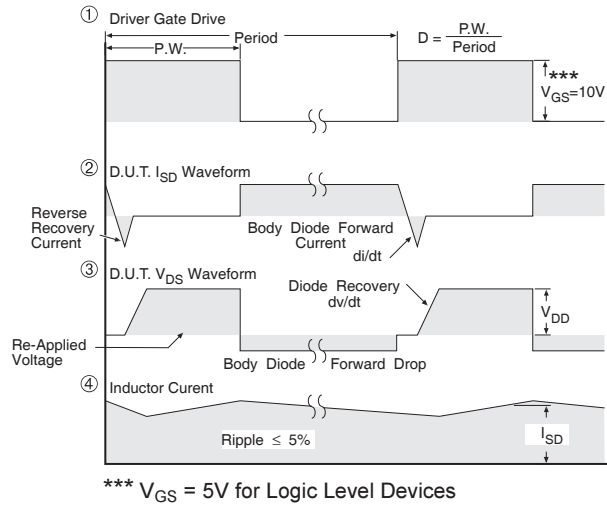 ① Driver Gate Drive
Period
P.W.
D = P.W. / Period
***
V_GS=10V
② D.U.T. I_SD Waveform
Reverse
Recovery
Current
Body Diode Forward
Current
di/dt
③ D.U.T. V_DS Waveform
Diode Recovery
dv/dt
V_DD
Re-Applied
Voltage
Body Diode Forward Drop
④ Inductor Curent
Ripple ≤ 5%
I_SD
*** V_GS = 5V for Logic Level Devices